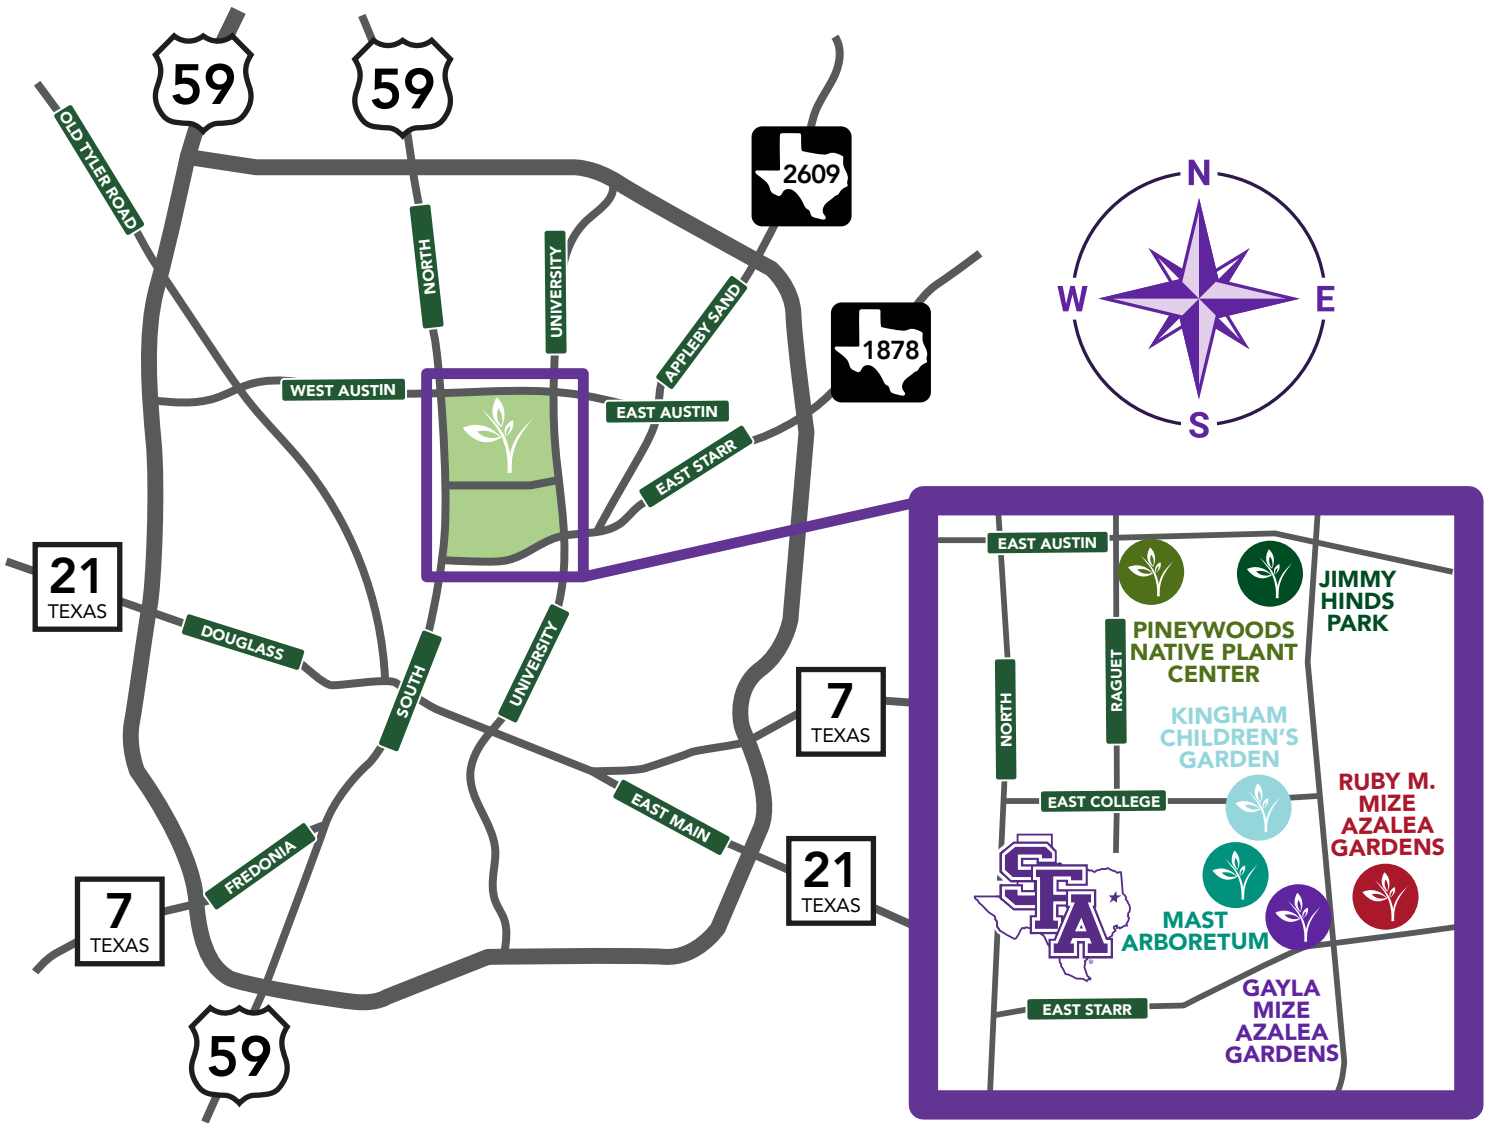 59
59
OLD TYLER ROAD
2609
N
W
E
S
NORTH
UNIVERSITY
APPLEBY SAND
1878
WEST AUSTIN
EAST AUSTIN
EAST STARR
21
TEXAS
DOUGLASS
SOUTH
UNIVERSITY
7
TEXAS
EAST MAIN
FREDONIA
21
TEXAS
7
TEXAS
59
EAST AUSTIN
JIMMY
HINDS
PARK
PINEYWOODS
NATIVE PLANT
CENTER
RAGUET
NORTH
KINGHAM
CHILDREN'S
GARDEN
EAST COLLEGE
RUBY M.
MIZE
AZALEA
GARDENS
SFA
®
MAST
ARBORETUM
GAYLA
MIZE
AZALEA
GARDENS
EAST STARR